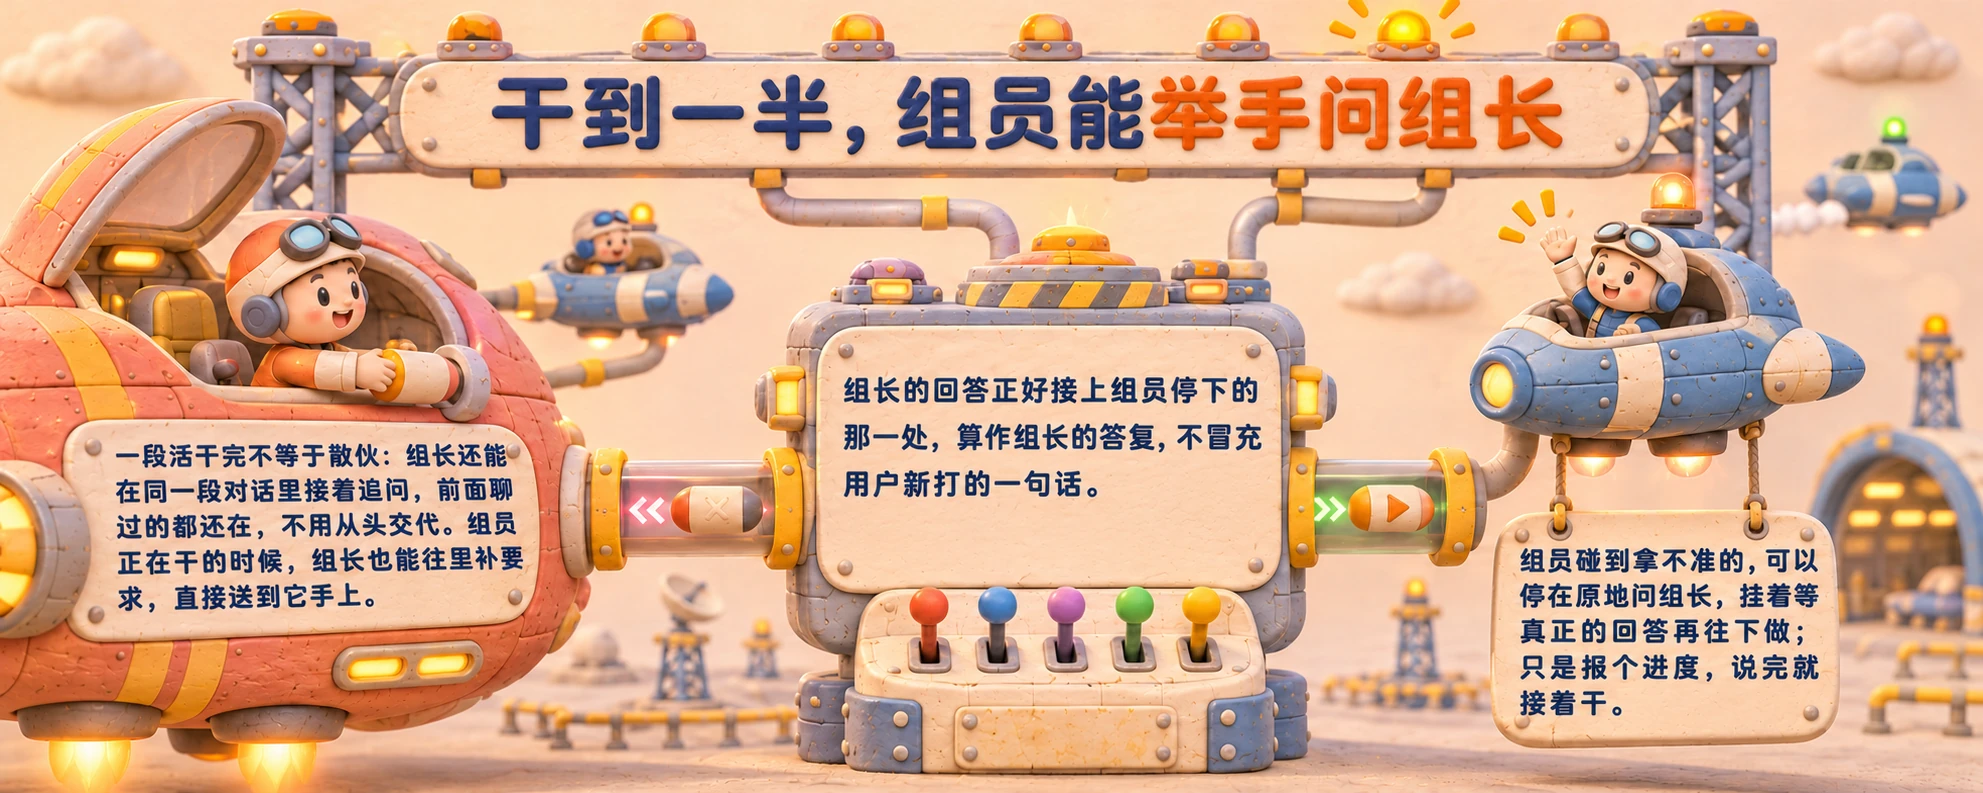 干到一半，组员能举手问组长
一段活干完不等于散伙：组长还能
在同一段对话里接着追问，前面聊
过的都还在，不用从头交代。组员
正在干的时候，组长也能往里补要
求，直接送到它手上。
组长的回答正好接上组员停下的
那一处，算作组长的答复，不冒充
用户新打的一句话。
组员碰到拿不准的，可以
停在原地问组长，挂着等
真正的回答再往下做；
只是报个进度，说完就
接着干。